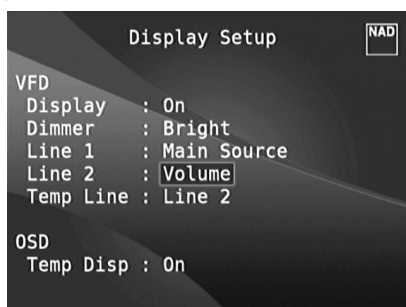 Display Setup
NAD
VFD
Display : On
Dimmer : Bright
Line 1 : Main Source
Line 2 : Volume
Temp Line : Line 2
OSD
Temp Disp : On